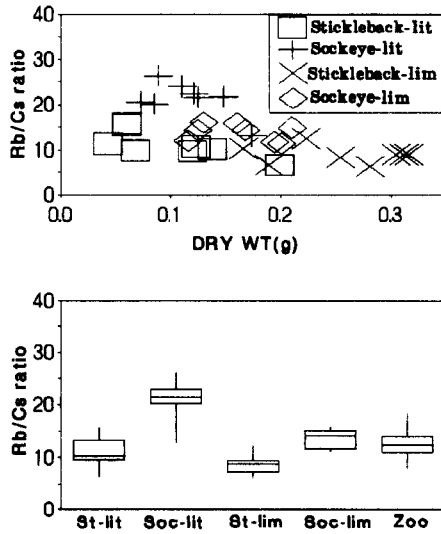 40
30
20
10
0
Rb/Cs ratio
Stickleback-lit
Sockeye-lit
Stickleback-lim
Sockeye-lim
0.0 0.1 0.2 0.3
DRY WT(g)
40
30
20
10
0
Rb/Cs ratio
St-lit Soc-lit St-lim Soc-lim Zoo